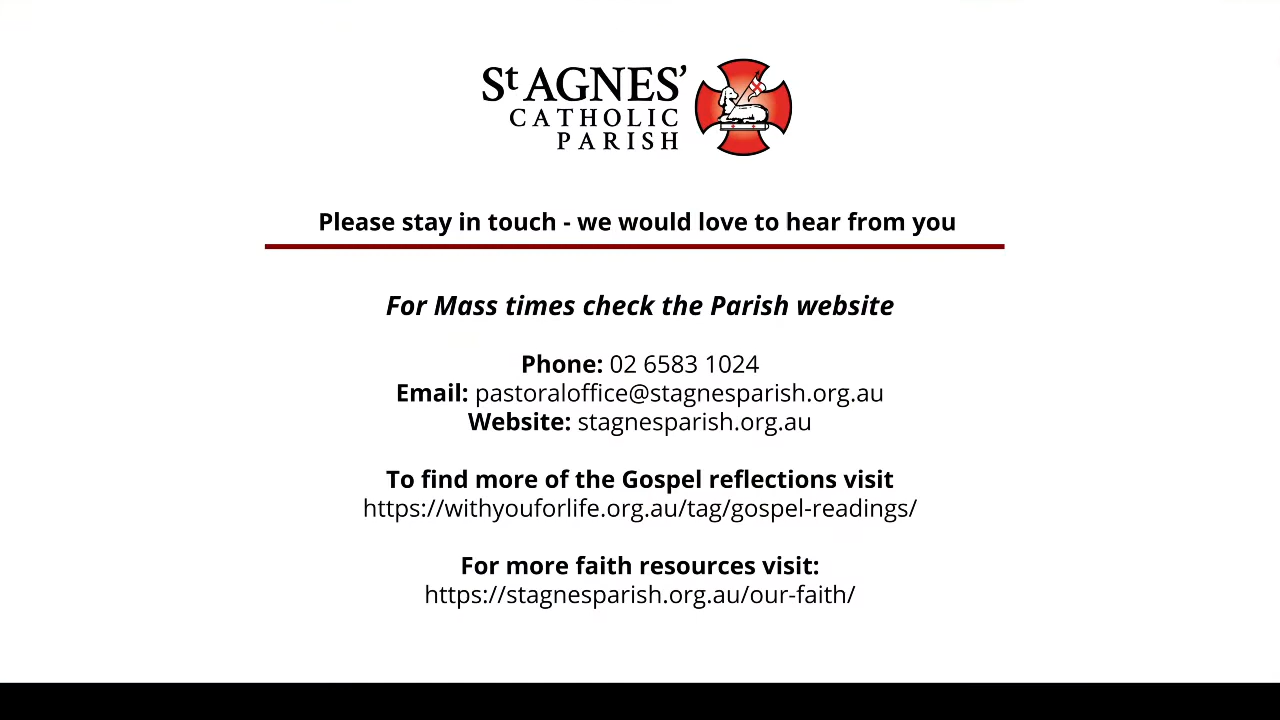 St AGNES'
CATHOLIC
PARISH
Please stay in touch - we would love to hear from you
For Mass times check the Parish website
Phone: 02 6583 1024
Email: pastoraloffice@stagnesparish.org.au
Website: stagnesparish.org.au
To find more of the Gospel reflections visit
https://withyouforlife.org.au/tag/gospel-readings/
For more faith resources visit:
https://stagnesparish.org.au/our-faith/